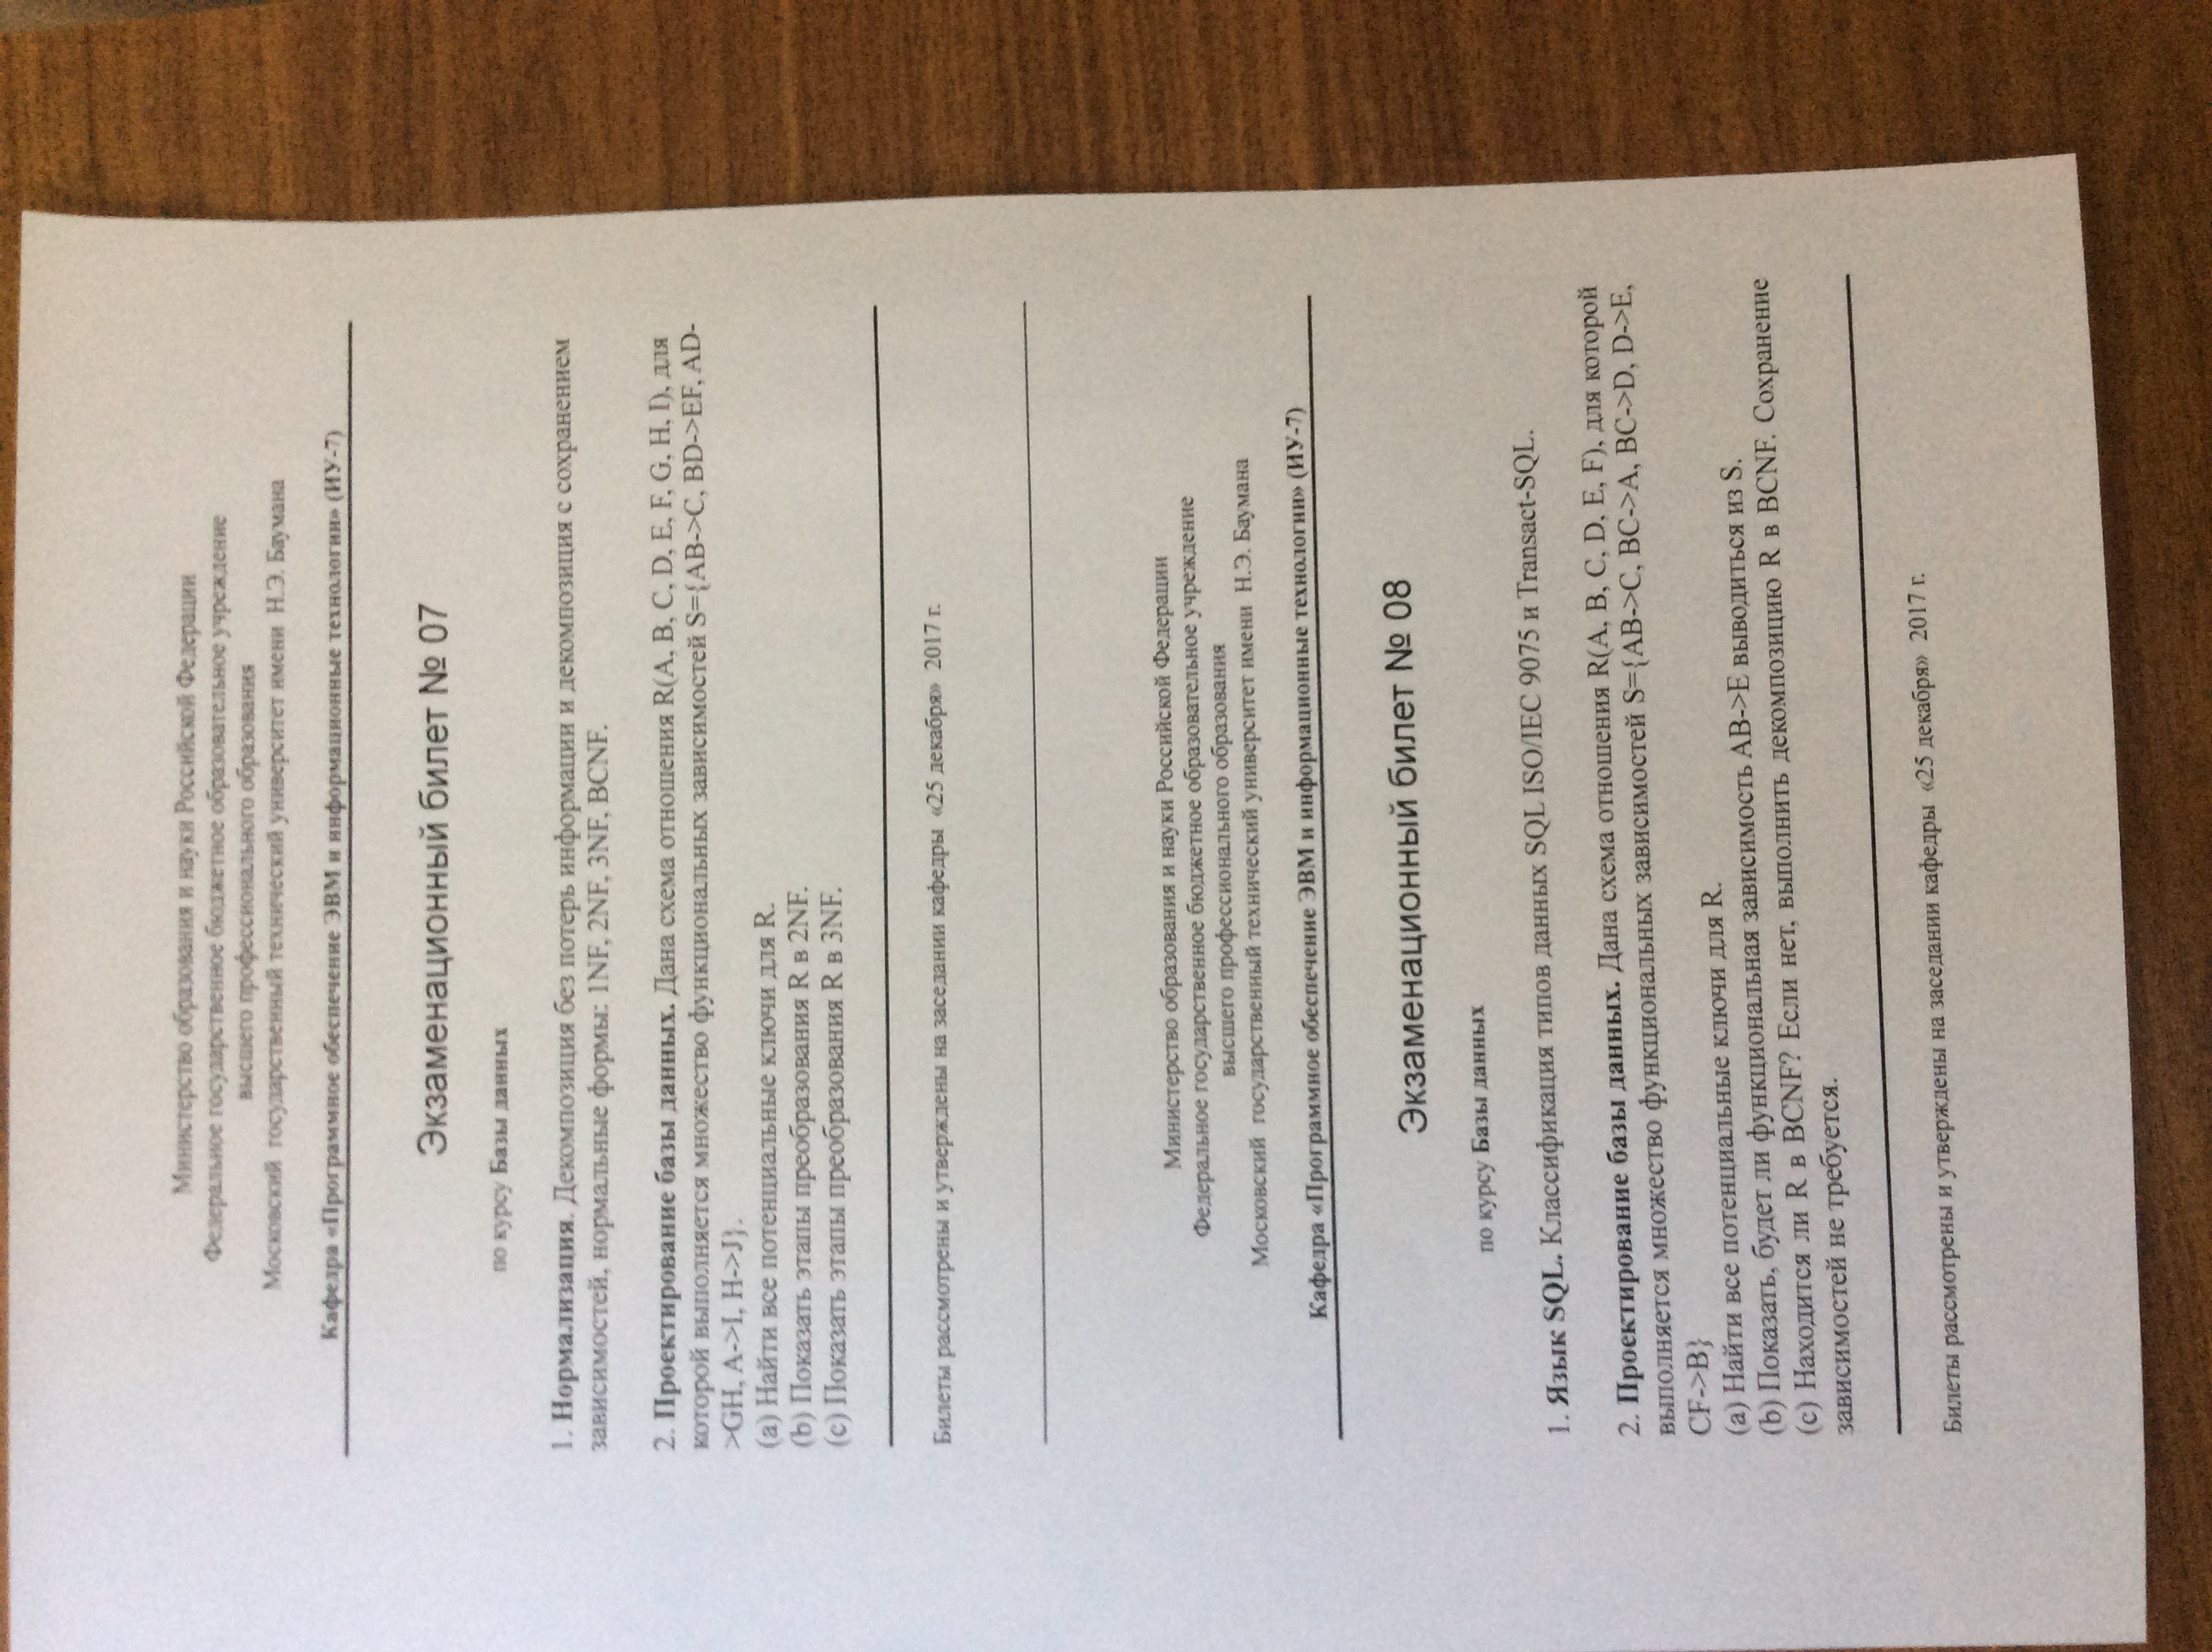 Министерство образования и науки Российской Федерации
Федеральное государственное бюджетное образовательное учреждение
высшего профессионального образования
Московский государственный технический университет имени Н.Э. Баумана
Кафедра «Программное обеспечение ЭВМ и информационные технологии» (ИУ-7)
Экзаменационный билет № 07
по курсу Базы данных
1. Нормализация. Декомпозиция без потерь информации и декомпозиция с сохранением
зависимостей, нормальные формы: 1NF, 2NF, 3NF, BCNF.
2. Проектирование базы данных. Дана схема отношения R(A, B, C, D, E, F, G, H, I), для
которой выполняется множество функциональных зависимостей S={AB->C, BD->EF, AD-
>GH, A->I, H->J}.
(a) Найти все потенциальные ключи для R.
(b) Показать этапы преобразования R в 2NF.
(c) Показать этапы преобразования R в 3NF.
Билеты рассмотрены и утверждены на заседании кафедры «25 декабря» 2017 г.
Министерство образования и науки Российской Федерации
Федеральное государственное бюджетное образовательное учреждение
высшего профессионального образования
Московский государственный технический университет имени Н.Э. Баумана
Кафедра «Программное обеспечение ЭВМ и информационные технологии» (ИУ-7)
Экзаменационный билет № 08
по курсу Базы данных
1. Язык SQL. Классификация типов данных SQL ISO/IEC 9075 и Transact-SQL.
2. Проектирование базы данных. Дана схема отношения R(A, B, C, D, E, F), для которой
выполняется множество функциональных зависимостей S={AB->C, BC->A, BC->D, D->E,
CF->B}
(a) Найти все потенциальные ключи для R.
(b) Показать, будет ли функциональная зависимость AB->E выводиться из S.
(c) Находится ли R в BCNF? Если нет, выполнить декомпозицию R в BCNF. Сохранение
зависимостей не требуется.
Билеты рассмотрены и утверждены на заседании кафедры «25 декабря» 2017 г.